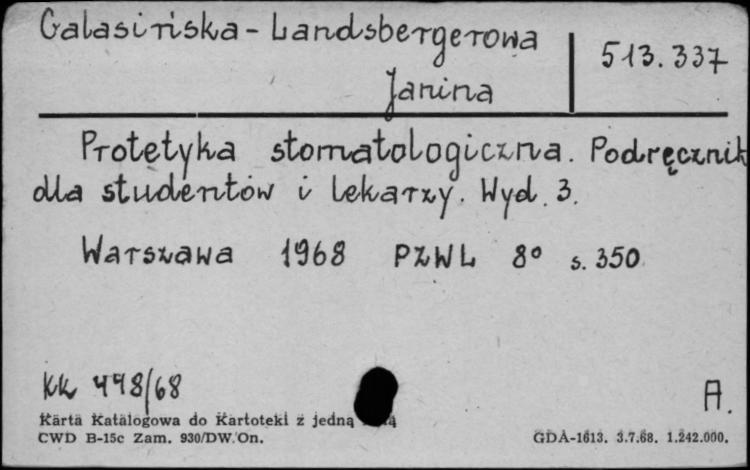 Galasińska - Landsbergerowa
513.337
Janina
Protetyka stomatologiczna. Podręcznik
dla studentów i lekarzy. Wyd. 3.
Warszawa 1968 PZWL 8° s. 350
KK 498/68
A.
Karta Katalogowa do Kartoteki z jedną
CWD B-15c Zam. 930/DW. On.
GDA-1613. 3.7.68. 1.242.000.